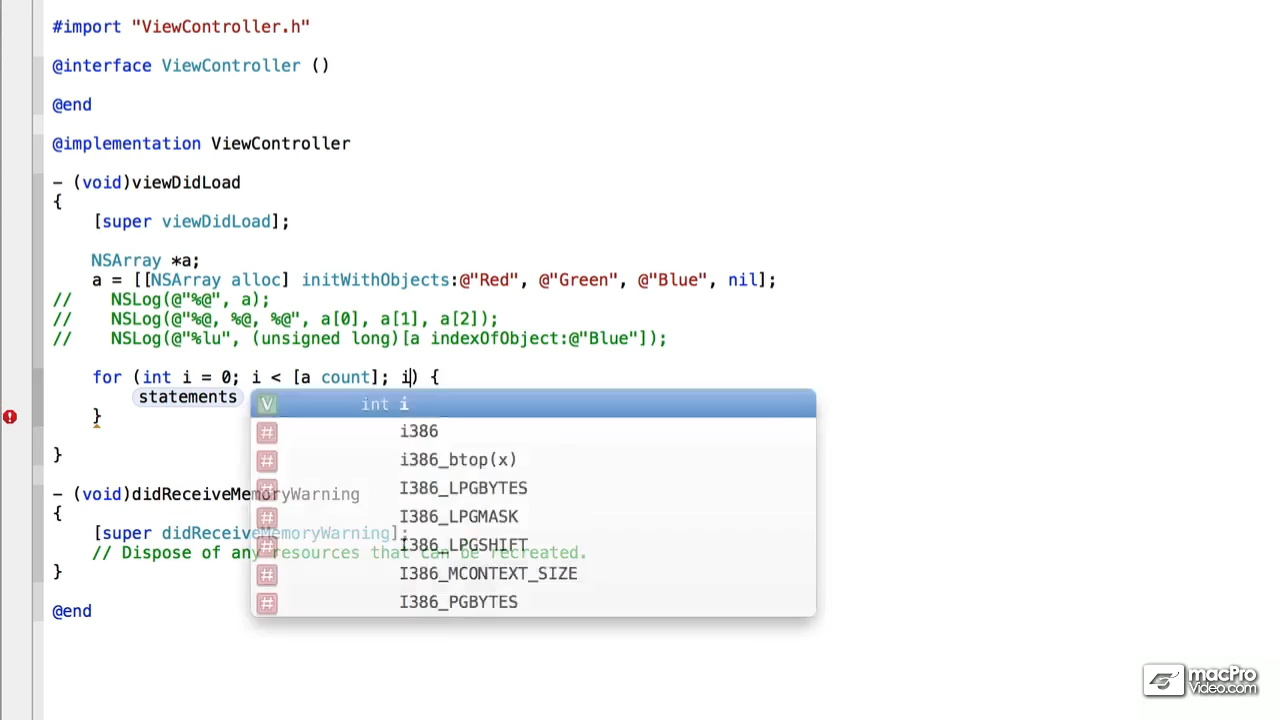 #import "ViewController.h"
@interface ViewController ()
@end
@implementation ViewController
- (void)viewDidLoad
{
[super viewDidLoad];
NSArray *a;
a = [[NSArray alloc] initWithObjects:@"Red", @"Green", @"Blue", nil];
// NSLog(@"%@", a);
// NSLog(@"%@, %@, %@", a[0], a[1], a[2]);
// NSLog(@"%lu", (unsigned long)[a indexOfObject:@"Blue"]);
for (int i = 0; i < [a count]; i) {
statements
V int i
}
# i386
# i386_btop(x)
}
# I386_LPGBYTES
- (void)didReceiveMemoryWarning
{
# I386_LPGMASK
[super didReceiveMemoryWarning];
# I386_LPGSHIFT
// Dispose of any resources that can be recreated.
}
# I386_MCONTEXT_SIZE
# I386_PGBYTES
@end
macPro
Video.com